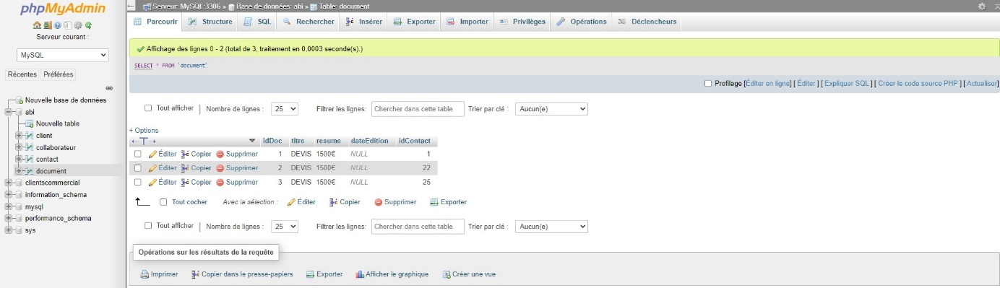 phpMyAdmin
Serveur courant :
MySQL
Récentes Préférées
Nouvelle base de données
abi
Nouvelle table
client
collaborateur
contact
document
clientscommercial
information_schema
mysql
performance_schema
sys
Serveur: MySQL:3306 » Base de données: abi » Table: document
Parcourir Structure SQL Rechercher Insérer Exporter Importer Privilèges Opérations Déclencheurs
Affichage des lignes 0 - 2 (total de 3, traitement en 0,0003 seconde(s).)
SELECT * FROM `document`
Profilage [Éditer en ligne] [ Éditer ] [ Expliquer SQL ] [ Créer le code source PHP ] [ Actualiser]
Tout afficher Nombre de lignes : 25 Filtrer les lignes: Chercher dans cette table Trier par clé : Aucun(e)
+ Options
←T→ idDoc titre resume dateEdition idContact
Éditer Copier Supprimer 1 DEVIS 1500€ NULL 1
Éditer Copier Supprimer 2 DEVIS 1500€ NULL 22
Éditer Copier Supprimer 3 DEVIS 1500€ NULL 25
Tout cocher Avec la sélection : Éditer Copier Supprimer Exporter
Tout afficher Nombre de lignes : 25 Filtrer les lignes: Chercher dans cette table Trier par clé : Aucun(e)
Opérations sur les résultats de la requête
Imprimer Copier dans le presse-papiers Exporter Afficher le graphique Créer une vue